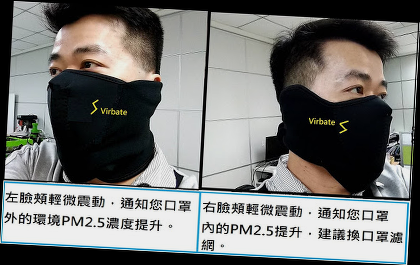 Virbate
Virbate
左臉頰輕微震動，通知您口罩
外的環境PM2.5濃度提升。
右臉頰輕微震動，通知您口罩
內的PM2.5提升，建議換口罩濾
網。